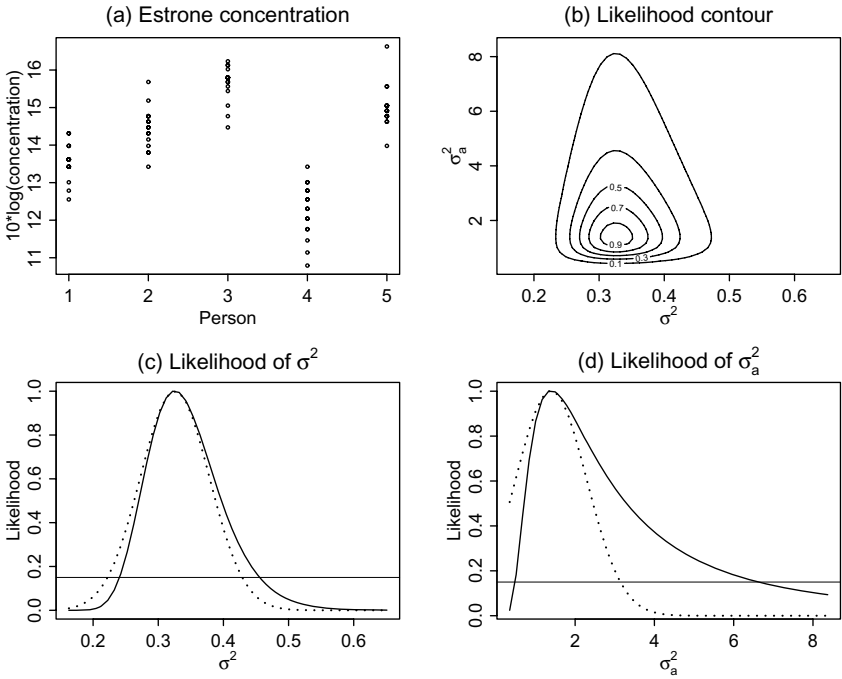 (a) Estrone concentration
10*log(concentration)
11 12 13 14 15 16
1 2 3 4 5
Person
(b) Likelihood contour
σ²ₐ
2 4 6 8
0.5
0.7
0.9
0.3
0.1
0.2 0.3 0.4 0.5 0.6
σ²
(c) Likelihood of σ²
Likelihood
0.0 0.2 0.4 0.6 0.8 1.0
0.2 0.3 0.4 0.5 0.6
σ²
(d) Likelihood of σ²ₐ
Likelihood
0.0 0.2 0.4 0.6 0.8 1.0
2 4 6 8
σ²ₐ